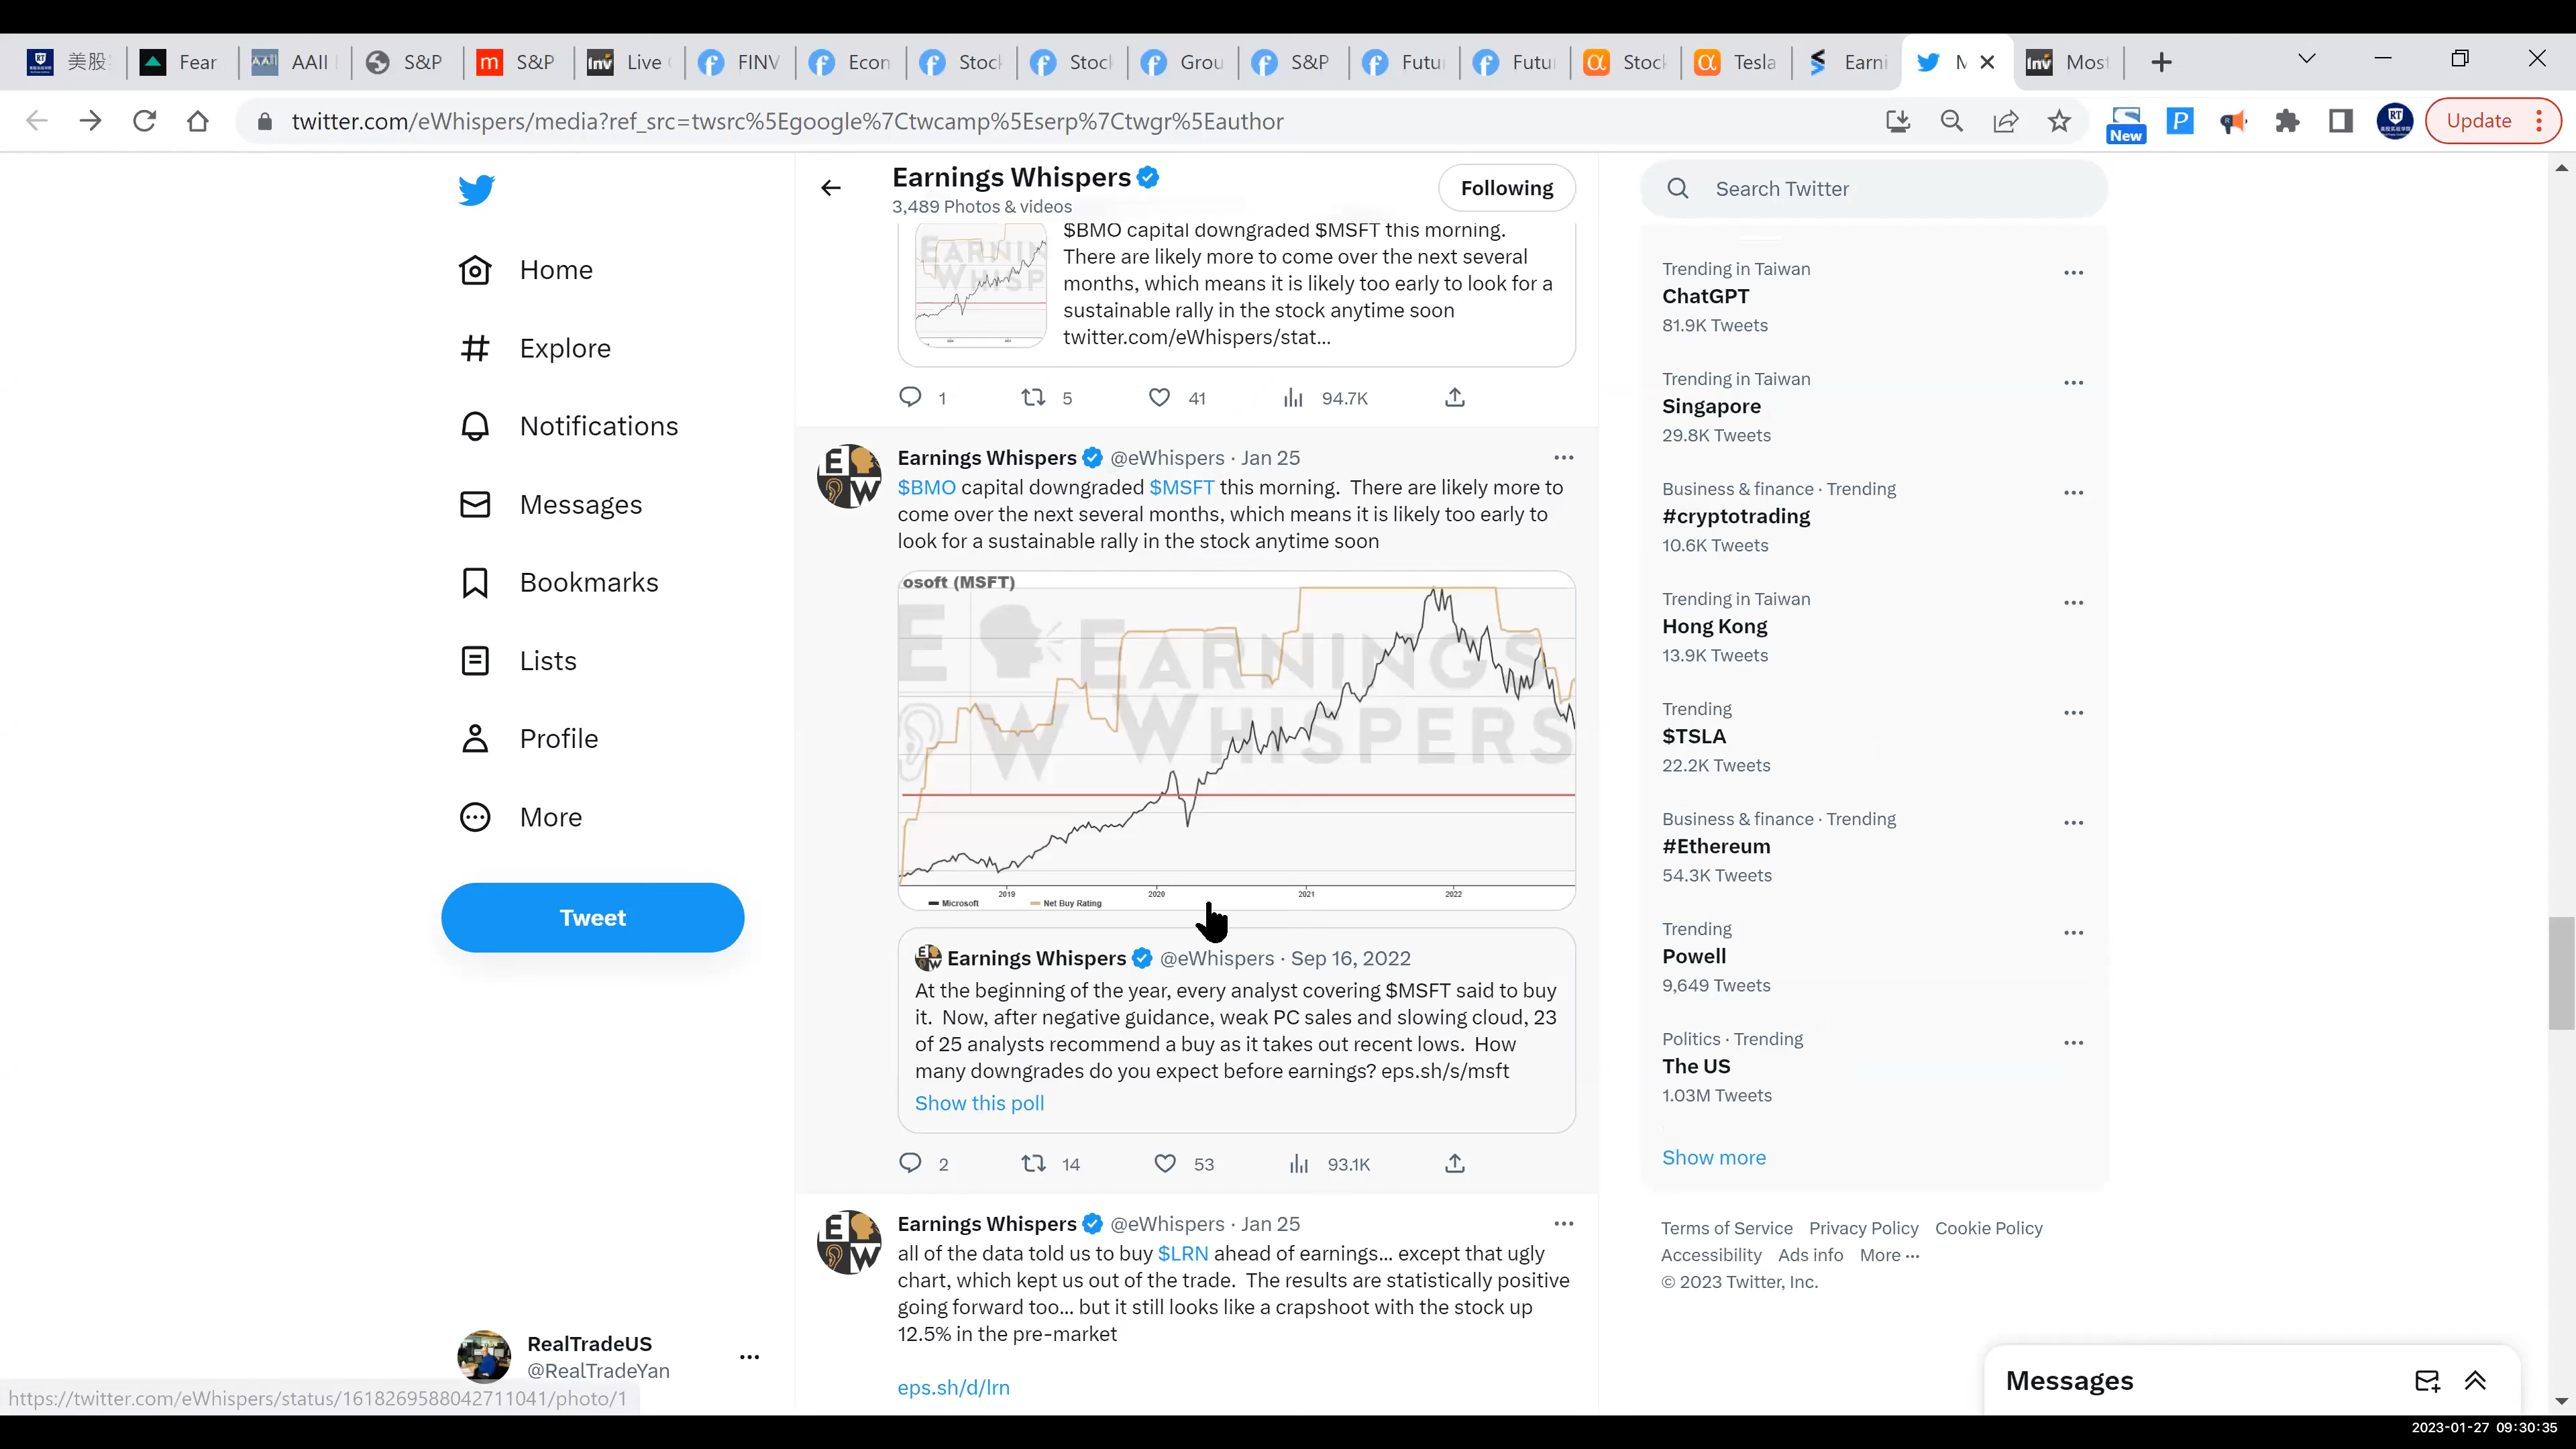 美股
Fear
AAII
S&P
S&P
Live
FINV
Econ
Stock
Stocl
Grou
S&P
Futu
Futu
Stock
Tesla
Earni
Most
twitter.com/eWhispers/media?ref_src=twsrc%5Egoogle%7Ctwcamp%5Eserp%7Ctwgr%5Eauthor
New
Update
Home
Explore
Notifications
Messages
Bookmarks
Lists
Profile
More
Tweet
RealTradeUS
@RealTradeYan
https://twitter.com/eWhispers/status/1618269588042711041/photo/1
Earnings Whispers
3,489 Photos & videos
Following
$BMO capital downgraded $MSFT this morning.
There are likely more to come over the next several
months, which means it is likely too early to look for a
sustainable rally in the stock anytime soon
twitter.com/eWhispers/stat...
1 5 41 94.7K
Earnings Whispers @eWhispers · Jan 25
$BMO capital downgraded $MSFT this morning. There are likely more to
come over the next several months, which means it is likely too early to
look for a sustainable rally in the stock anytime soon
osoft (MSFT)
EARNINGS
WHISPERS
2019 2020 2021 2022
Microsoft Net Buy Rating
Earnings Whispers @eWhispers · Sep 16, 2022
At the beginning of the year, every analyst covering $MSFT said to buy
it. Now, after negative guidance, weak PC sales and slowing cloud, 23
of 25 analysts recommend a buy as it takes out recent lows. How
many downgrades do you expect before earnings? eps.sh/s/msft
Show this poll
2 14 53 93.1K
Earnings Whispers @eWhispers · Jan 25
all of the data told us to buy $LRN ahead of earnings... except that ugly
chart, which kept us out of the trade. The results are statistically positive
going forward too... but it still looks like a crapshoot with the stock up
12.5% in the pre-market
eps.sh/d/lrn
Search Twitter
Trending in Taiwan
ChatGPT
81.9K Tweets
Trending in Taiwan
Singapore
29.8K Tweets
Business & finance · Trending
#cryptotrading
10.6K Tweets
Trending in Taiwan
Hong Kong
13.9K Tweets
Trending
$TSLA
22.2K Tweets
Business & finance · Trending
#Ethereum
54.3K Tweets
Trending
Powell
9,649 Tweets
Politics · Trending
The US
1.03M Tweets
Show more
Terms of Service Privacy Policy Cookie Policy
Accessibility Ads info More ···
© 2023 Twitter, Inc.
Messages
2023-01-27 09:30:35